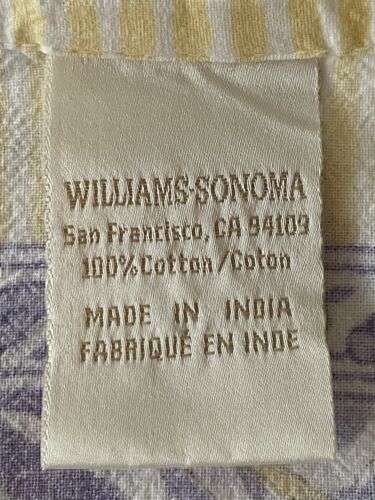 WILLIAMS-SONOMA
San Francisco, CA 94109
100% Cotton/Coton
MADE IN INDIA
FABRIQUÉ EN INDE